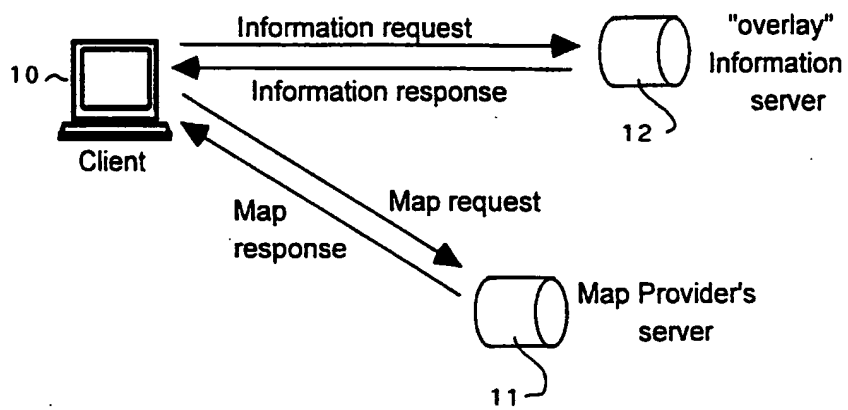 Information request
"overlay"
Information
server
10
Information response
12
Client
Map request
Map
response
Map Provider's
server
11